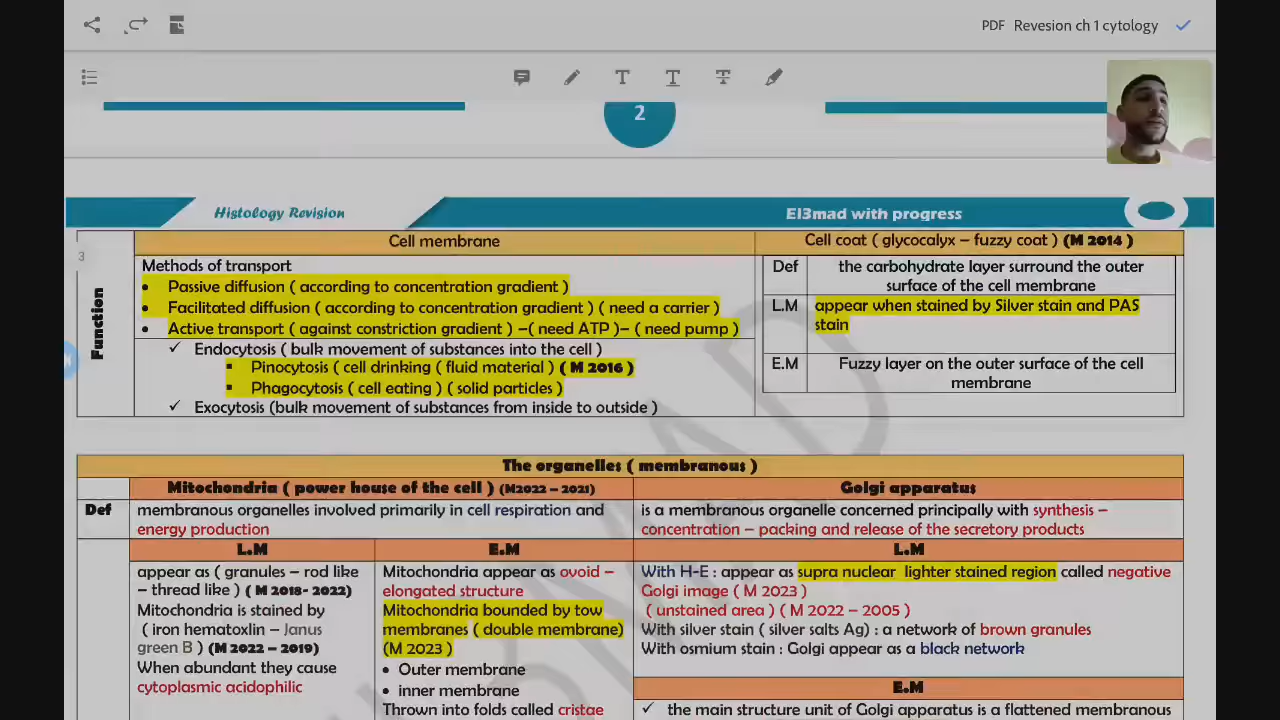 PDF Revesion ch 1 cytology
2
Histology Revision
El3mad with progress
3
Function
Cell membrane
Methods of transport
• Passive diffusion ( according to concentration gradient )
• Facilitated diffusion ( according to concentration gradient ) ( need a carrier )
• Active transport ( against constriction gradient ) –( need ATP )– ( need pump )
✓ Endocytosis ( bulk movement of substances into the cell )
▪ Pinocytosis ( cell drinking ( fluid material ) ( M 2016 )
▪ Phagocytosis ( cell eating ) ( solid particles )
✓ Exocytosis (bulk movement of substances from inside to outside )
Cell coat ( glycocalyx – fuzzy coat ) (M 2014 )
Def the carbohydrate layer surround the outer
surface of the cell membrane
L.M appear when stained by Silver stain and PAS
stain
E.M Fuzzy layer on the outer surface of the cell
membrane
The organelles ( membranous )
Mitochondria ( power house of the cell ) (M2022 – 2021)
Golgi apparatus
Def membranous organelles involved primarily in cell respiration and
energy production
is a membranous organelle concerned principally with synthesis –
concentration – packing and release of the secretory products
L.M
appear as ( granules – rod like
– thread like ) ( M 2018- 2022)
Mitochondria is stained by
( iron hematoxlin – Janus
green B ) (M 2022 – 2019)
When abundant they cause
cytoplasmic acidophilic
E.M
Mitochondria appear as ovoid –
elongated structure
Mitochondria bounded by tow
membranes ( double membrane)
(M 2023 )
• Outer membrane
• inner membrane
Thrown into folds called cristae
L.M
With H-E : appear as supra nuclear lighter stained region called negative
Golgi image ( M 2023 )
( unstained area ) ( M 2022 – 2005 )
With silver stain ( silver salts Ag) : a network of brown granules
With osmium stain : Golgi appear as a black network
E.M
✓ the main structure unit of Golgi apparatus is a flattened membranous